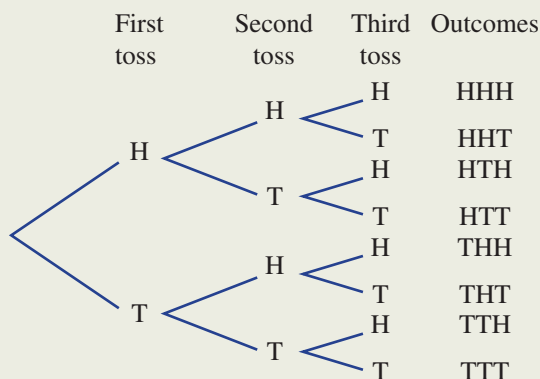 First Second Third Outcomes
toss toss toss
H HHH
H
T HHT
H
H HTH
T
T HTT
H THH
H
T THT
T
H TTH
T
T TTT